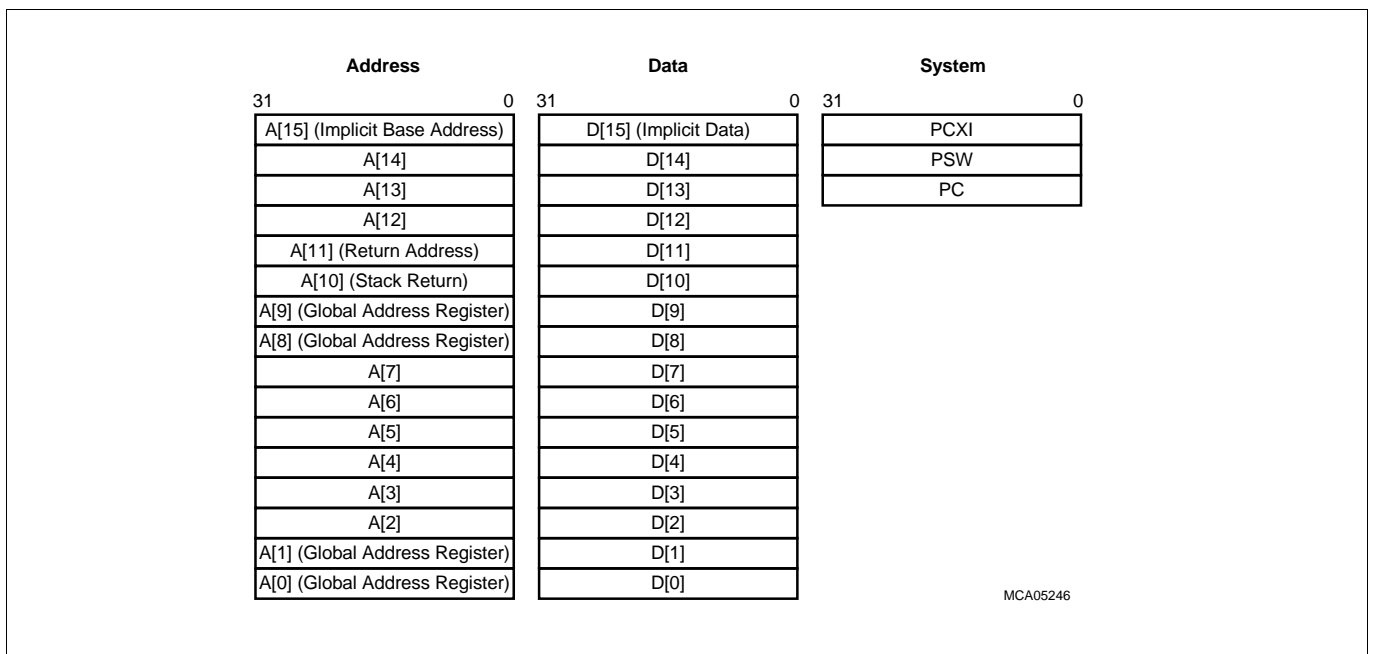 Address Data System
31 0 31 0 31 0
A[15] (Implicit Base Address) D[15] (Implicit Data) PCXI
A[14] D[14] PSW
A[13] D[13] PC
A[12] D[12]
A[11] (Return Address) D[11]
A[10] (Stack Return) D[10]
A[9] (Global Address Register) D[9]
A[8] (Global Address Register) D[8]
A[7] D[7]
A[6] D[6]
A[5] D[5]
A[4] D[4]
A[3] D[3]
A[2] D[2]
A[1] (Global Address Register) D[1]
A[0] (Global Address Register) D[0]
MCA05246